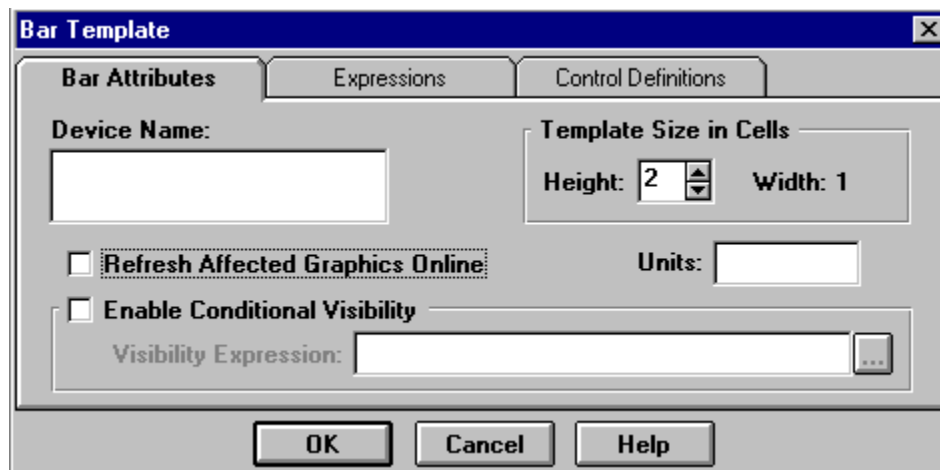 Bar Template
Bar Attributes Expressions Control Definitions
Device Name: Template Size in Cells
Height: 2 Width: 1
Refresh Affected Graphics Online Units:
Enable Conditional Visibility
Visibility Expression: ...
OK Cancel Help